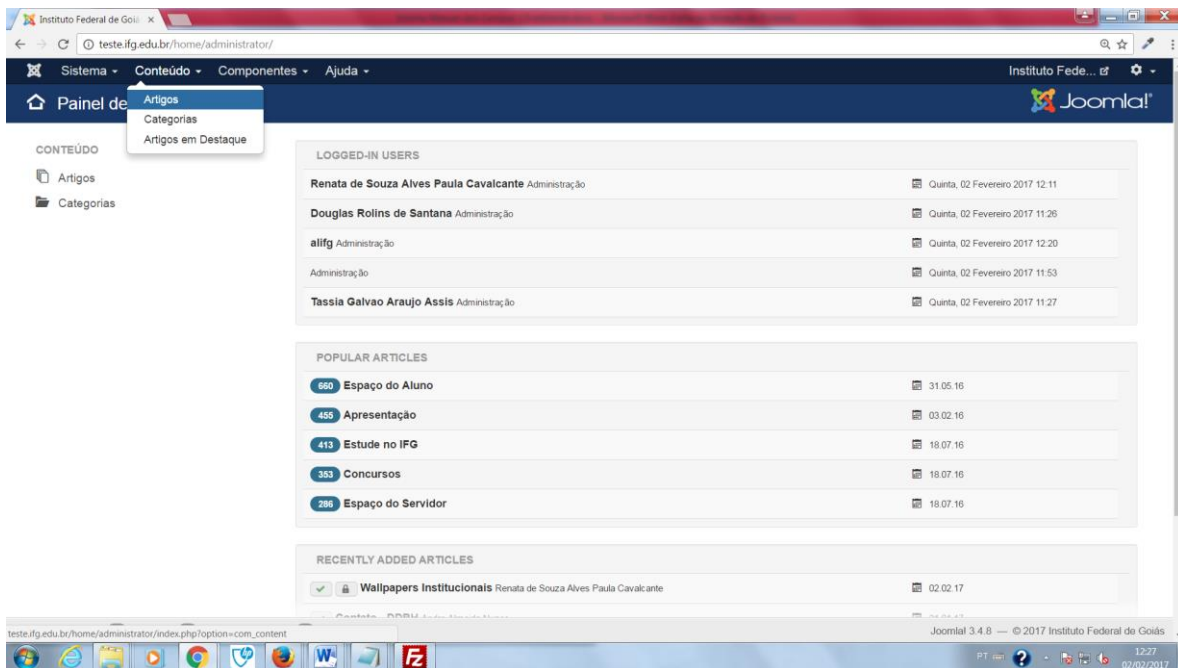 Instituto Federal de Goiá
teste.ifg.edu.br/home/administrator/
Sistema Conteúdo Componentes Ajuda Instituto Fede...
Painel de Joomla!
Artigos
Categorias
Artigos em Destaque
CONTEÚDO
Artigos
Categorias
LOGGED-IN USERS
Renata de Souza Alves Paula Cavalcante Administração Quinta, 02 Fevereiro 2017 12:11
Douglas Rolins de Santana Administração Quinta, 02 Fevereiro 2017 11:26
alifg Administração Quinta, 02 Fevereiro 2017 12:20
Administração Quinta, 02 Fevereiro 2017 11:53
Tassia Galvao Araujo Assis Administração Quinta, 02 Fevereiro 2017 11:27
POPULAR ARTICLES
660 Espaço do Aluno 31.05.16
455 Apresentação 03.02.16
413 Estude no IFG 18.07.16
353 Concursos 18.07.16
286 Espaço do Servidor 18.07.16
RECENTLY ADDED ARTICLES
Wallpapers Institucionais Renata de Souza Alves Paula Cavalcante 02.02.17
teste.ifg.edu.br/home/administrator/index.php?option=com_content
Joomla! 3.4.8 — © 2017 Instituto Federal de Goiás
PT 12:27
02/02/2017